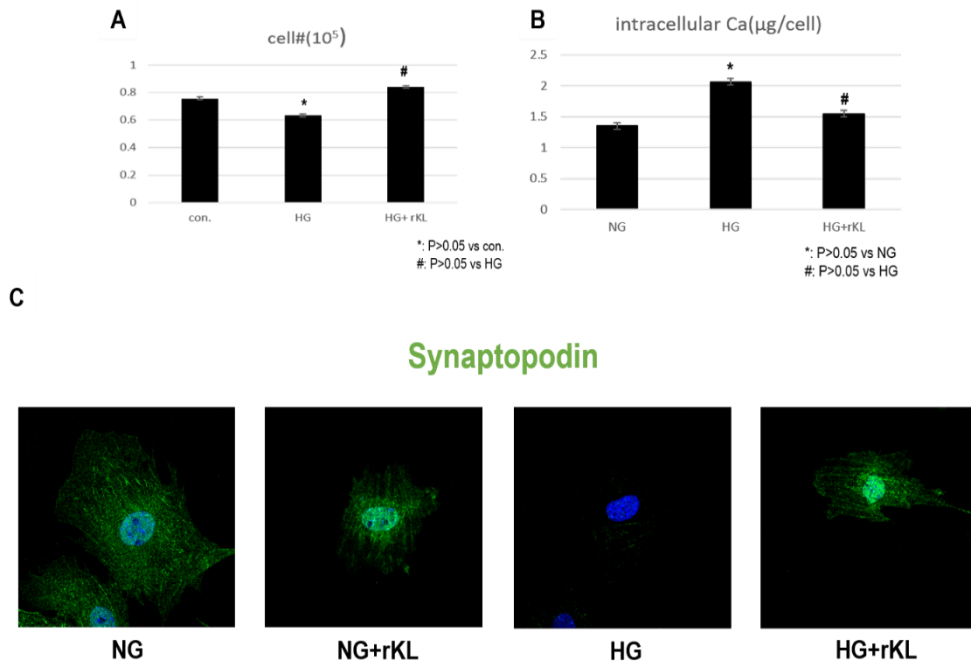 A
cell#(10⁵)
1
0.8
0.6
0.4
0.2
0
*
#
con.
HG
HG+ rKL
*: P>0.05 vs con.
#: P>0.05 vs HG
B
intracellular Ca(μg/cell)
2.5
2
1.5
1
0.5
0
*
#
NG
HG
HG+rKL
*: P>0.05 vs NG
#: P>0.05 vs HG
C
Synaptopodin
NG
NG+rKL
HG
HG+rKL